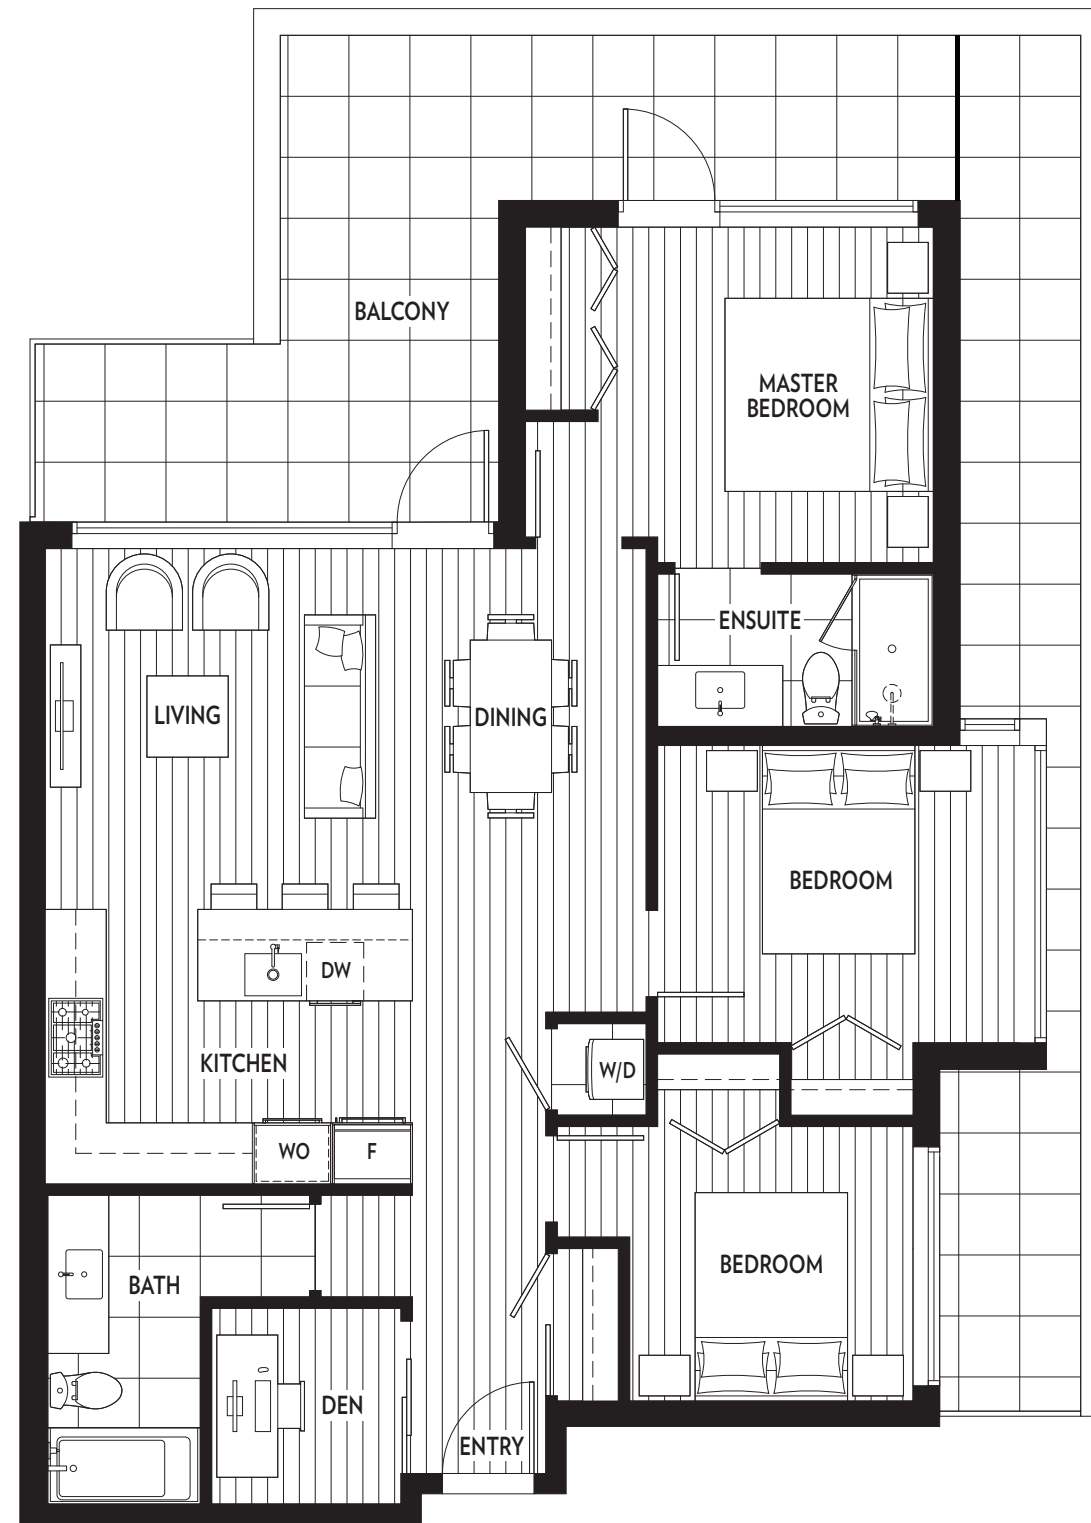 BALCONY
MASTER
BEDROOM
ENSUITE
LIVING
DINING
BEDROOM
DW
KITCHEN
W/D
WO
F
BATH
BEDROOM
DEN
ENTRY